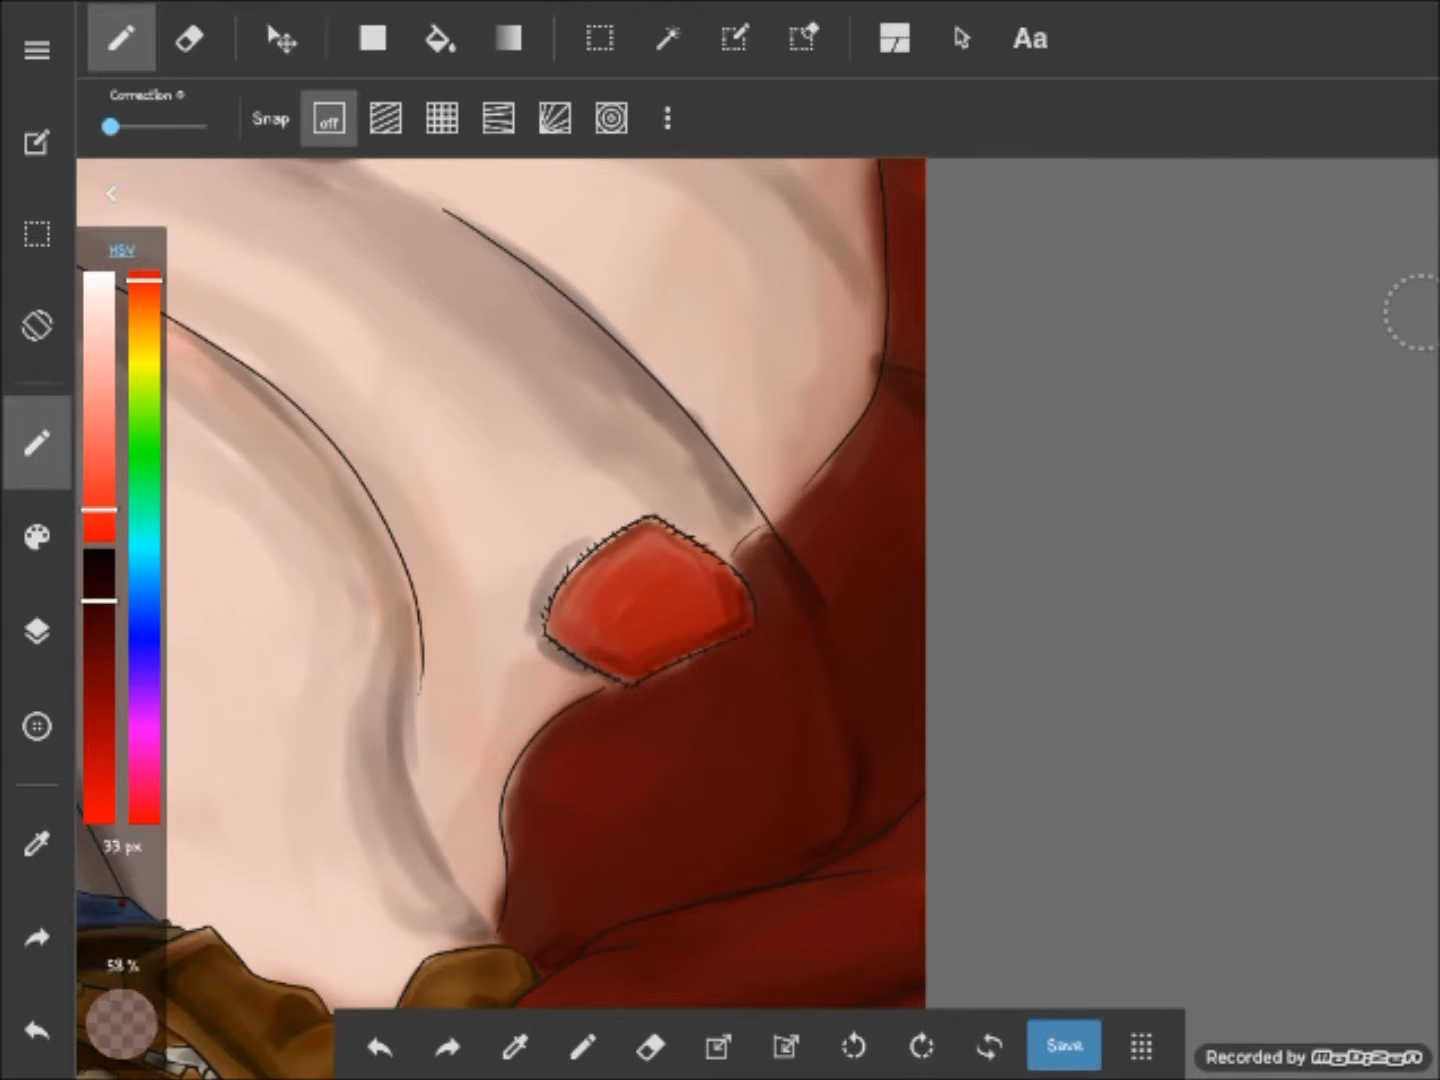 Aa
Correction
Snap
off
HSV
33 px
58 %
Save
Recorded by